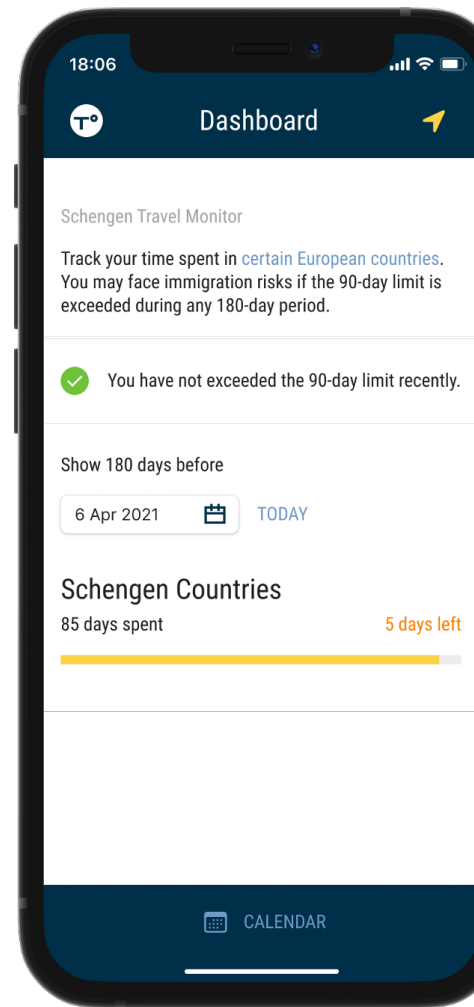 18:06
T°
Dashboard
Schengen Travel Monitor
Track your time spent in certain European countries.
You may face immigration risks if the 90-day limit is
exceeded during any 180-day period.
You have not exceeded the 90-day limit recently.
Show 180 days before
6 Apr 2021
TODAY
Schengen Countries
85 days spent
5 days left
CALENDAR